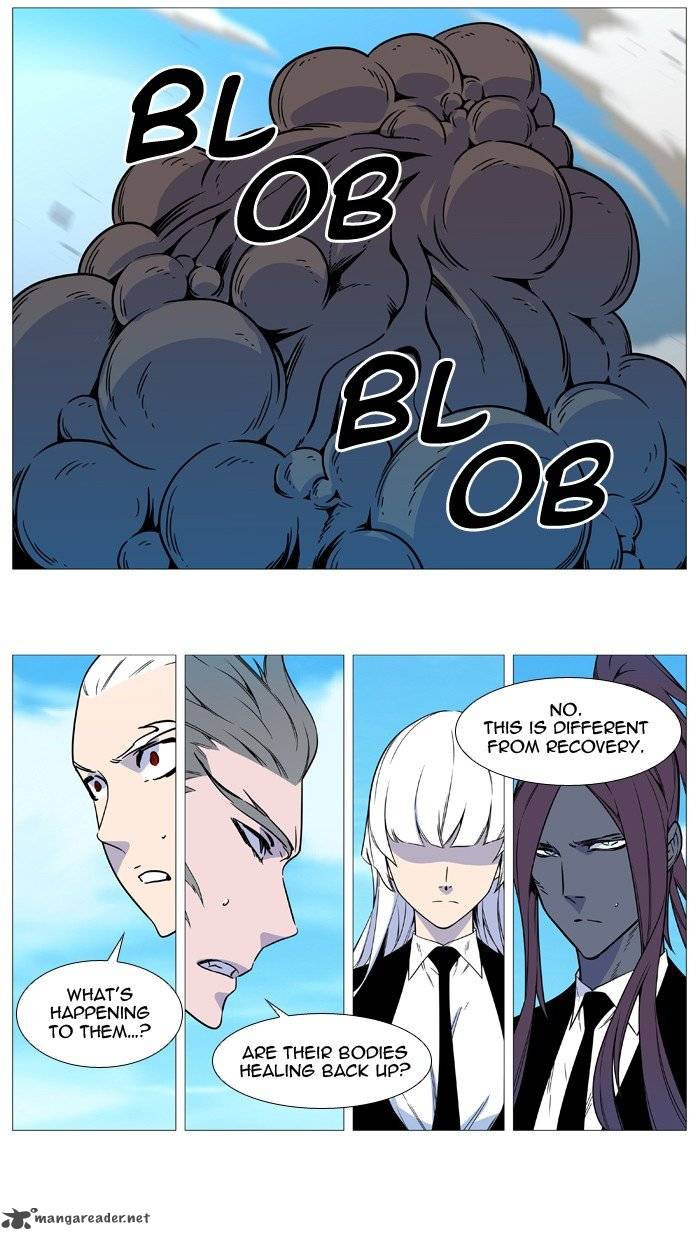 BL
OB
BL
OB
NO.
THIS IS DIFFERENT
FROM RECOVERY.
WHAT'S
HAPPENING
TO THEM...?
ARE THEIR BODIES
HEALING BACK UP?
mangareader.net